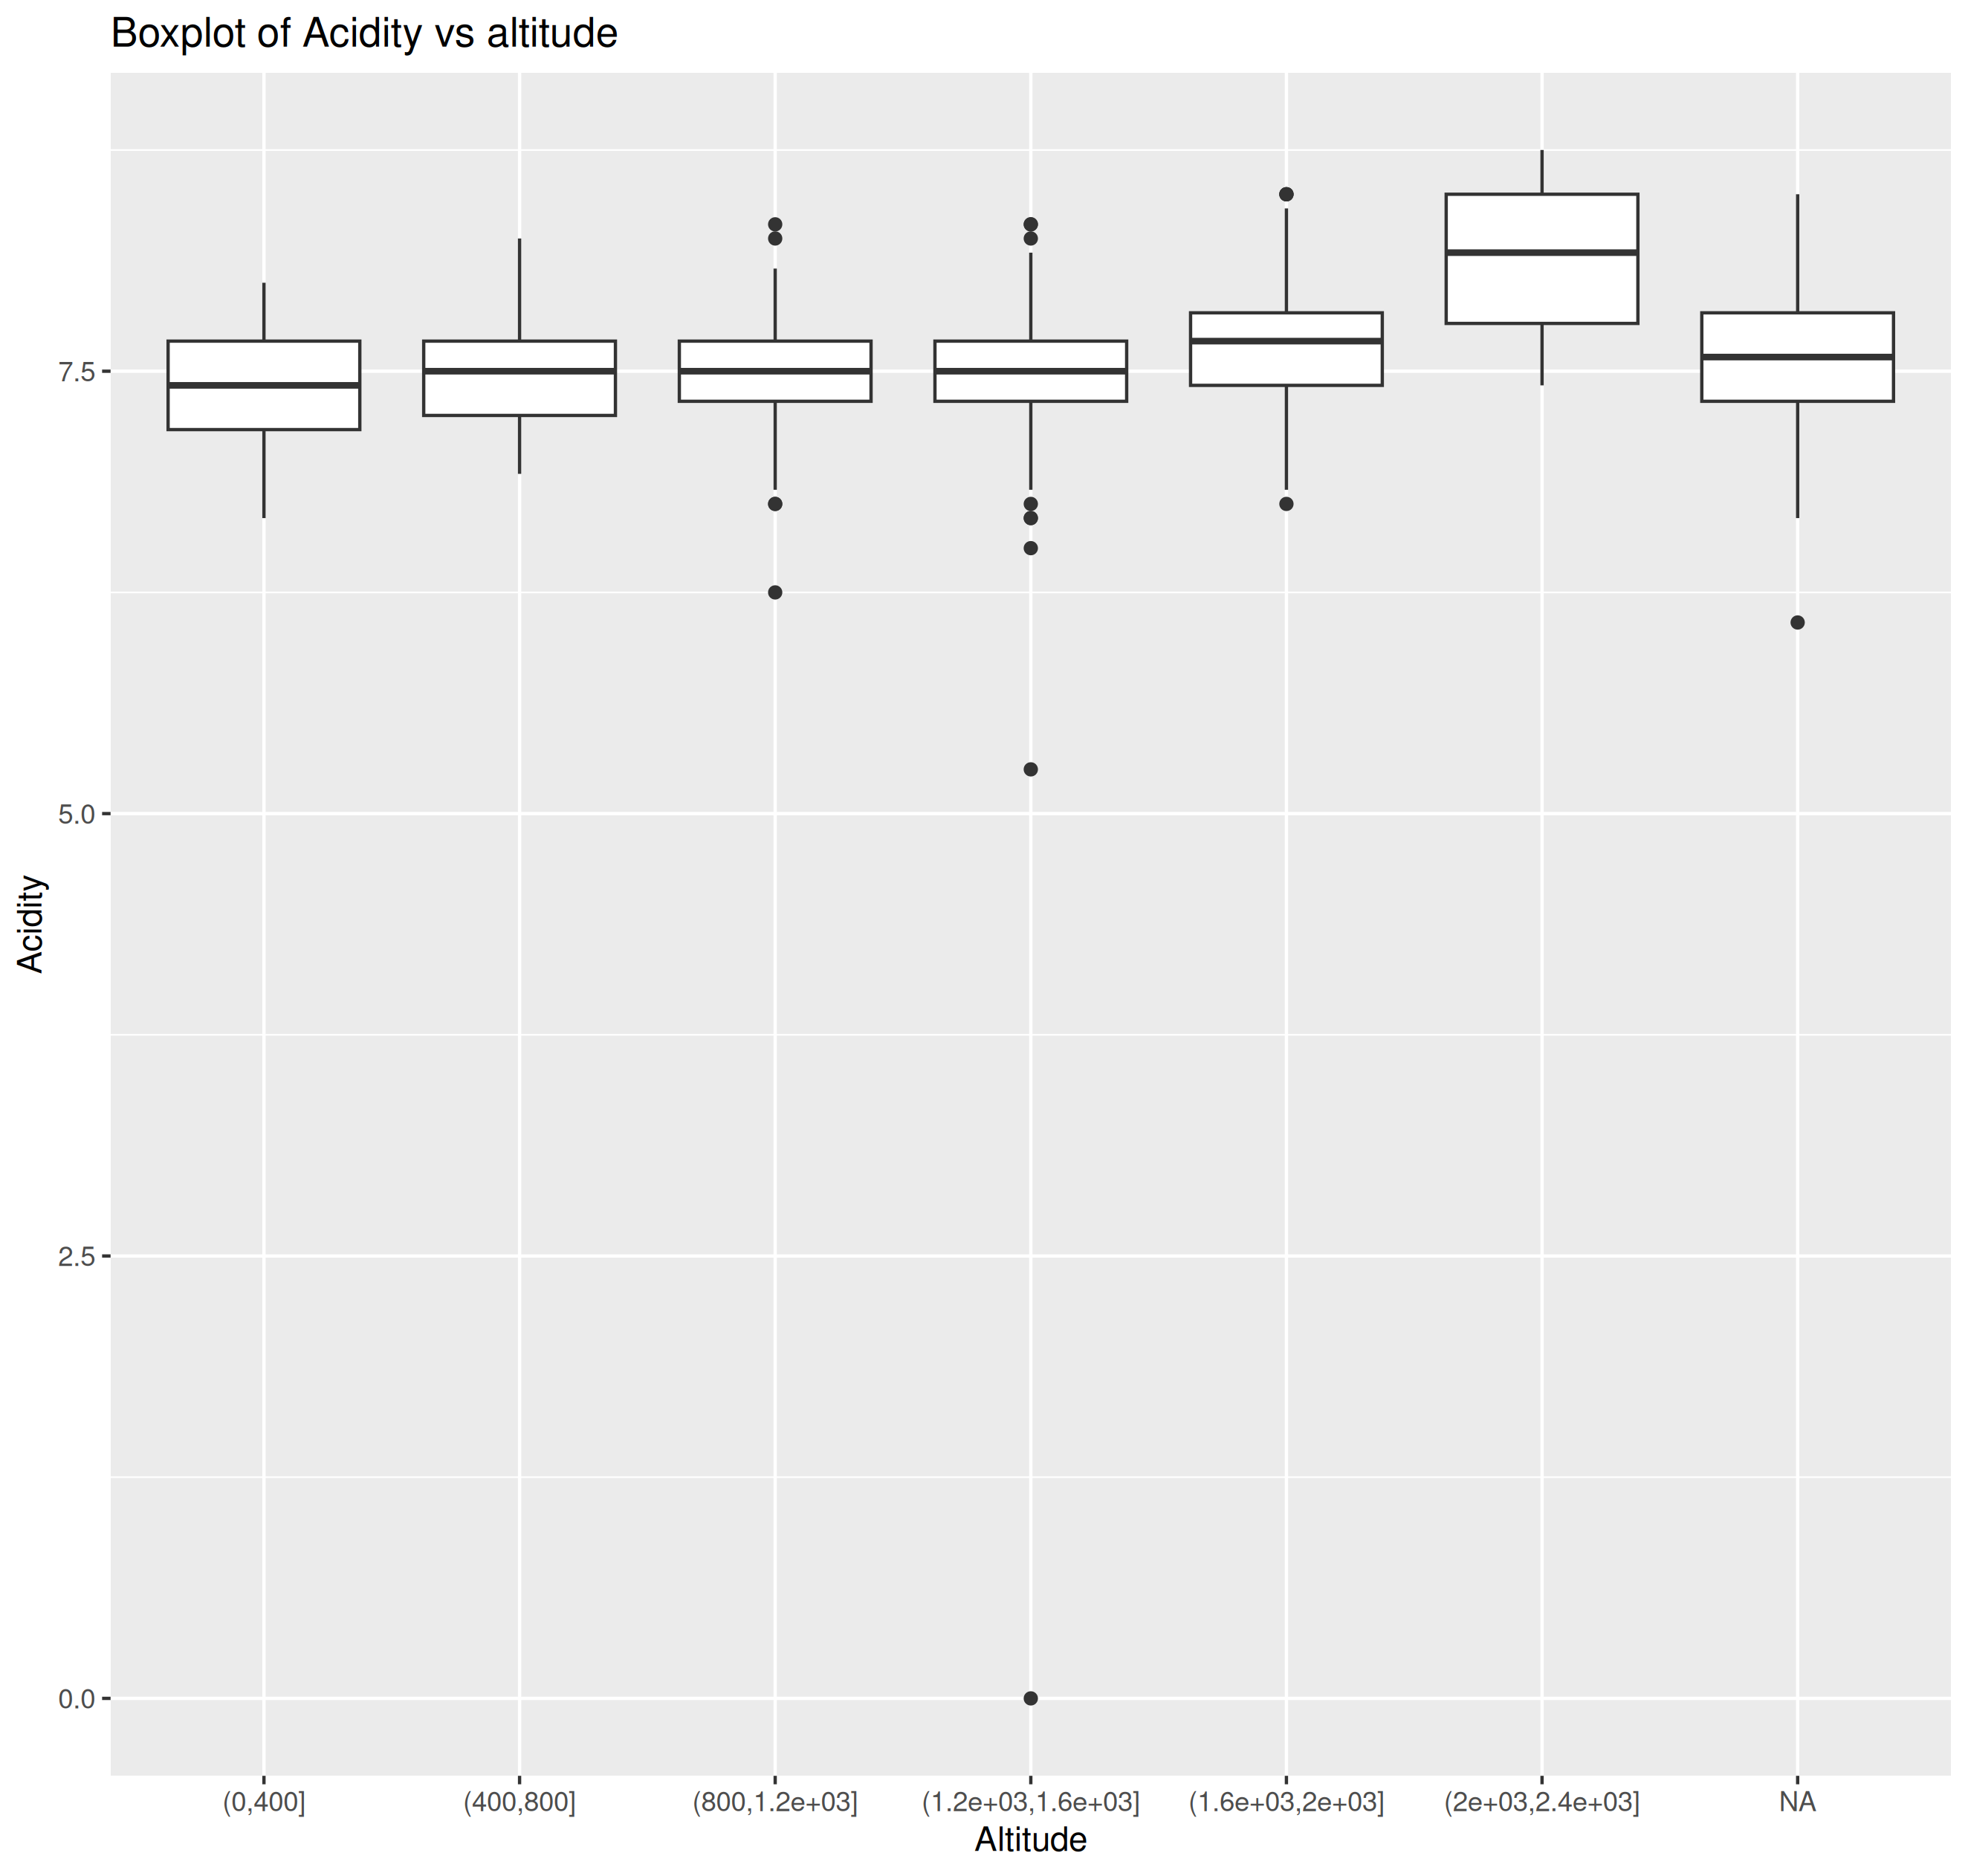 Boxplot of Acidity vs altitude
Acidity
7.5
5.0
2.5
0.0
(0,400]
(400,800]
(800,1.2e+03]
(1.2e+03,1.6e+03]
(1.6e+03,2e+03]
(2e+03,2.4e+03]
NA
Altitude